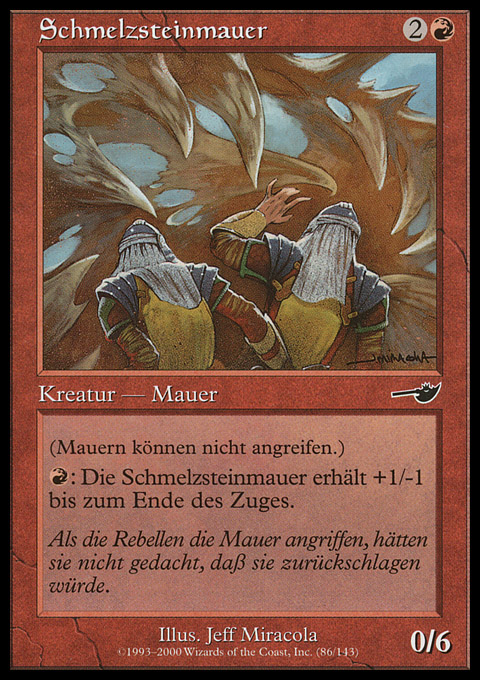 Schmelzsteinmauer 2
J MIRACOLA
Kreatur — Mauer
(Mauern können nicht angreifen.)
: Die Schmelzsteinmauer erhält +1/-1
bis zum Ende des Zuges.
Als die Rebellen die Mauer angriffen, hätten
sie nicht gedacht, daß sie zurückschlagen
würde.
Illus. Jeff Miracola
©1993–2000 Wizards of the Coast, Inc. (86/143)
0/6